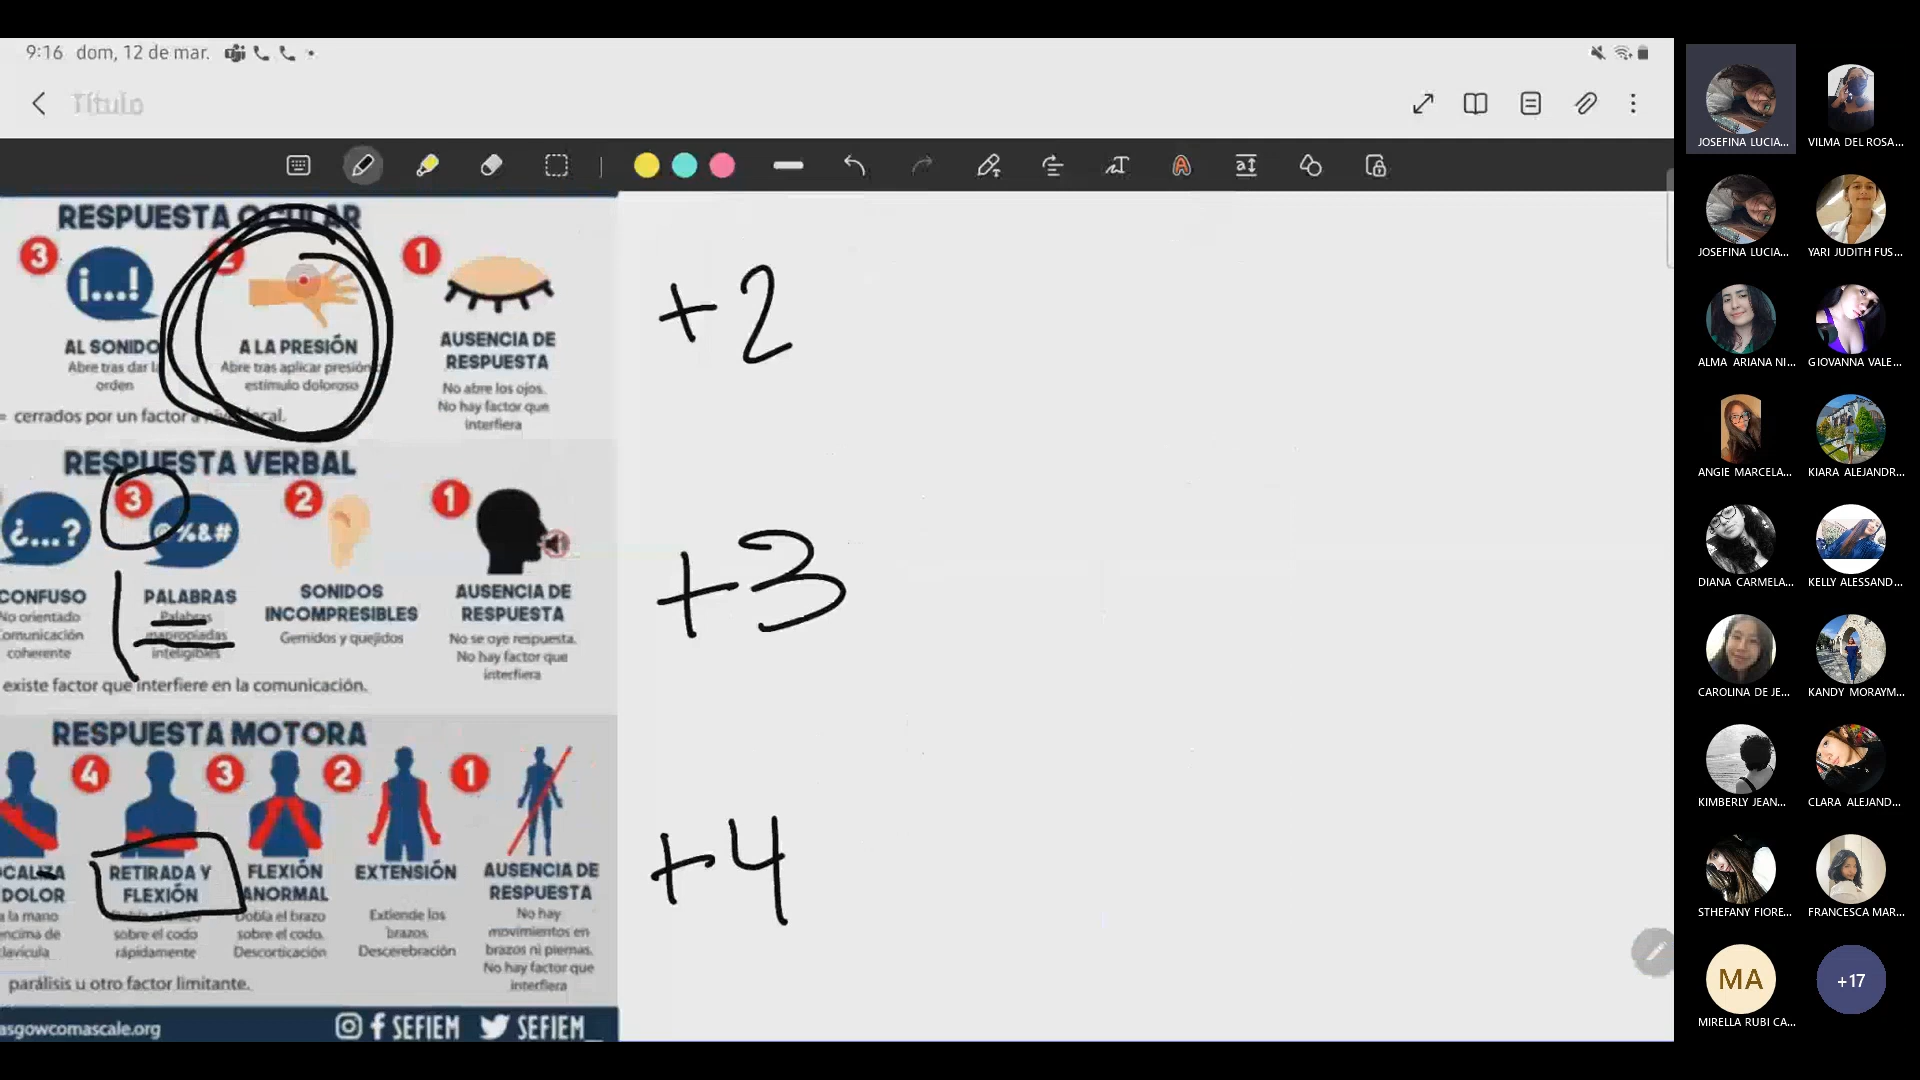 9:16 dom, 12 de mar.
Título
RESPUESTA OCULAR
3 2 1
¡...!
AL SONIDO
Abre tras dar la
orden
A LA PRESIÓN
Abre tras aplicar presión
estímulo doloroso
AUSENCIA DE
RESPUESTA
No abre los ojos.
No hay factor que
interfiera
= cerrados por un factor a nivel local.
+2
RESPUESTA VERBAL
3 2 1
¿...?
%&#
CONFUSO
No orientado
comunicación
coherente
PALABRAS
Palabras
inapropiadas
inteligibles
SONIDOS
INCOMPRESIBLES
Gemidos y quejidos
AUSENCIA DE
RESPUESTA
No se oye respuesta.
No hay factor que
interfiera
existe factor que interfiere en la comunicación.
+3
RESPUESTA MOTORA
4 3 2 1
CALIZA
DOLOR
a la mano
encima de
lavícula
RETIRADA Y
FLEXIÓN
sobre el codo
rápidamente
FLEXIÓN
ANORMAL
Dobla el brazo
sobre el codo.
Descorticación
EXTENSIÓN
Extiende los
brazos.
Descerebración
AUSENCIA DE
RESPUESTA
No hay
movimientos en
brazos ni piernas.
No hay factor que
interfiera
parálisis u otro factor limitante.
+4
asgowcomascale.org
SEFIEM SEFIEM_
JOSEFINA LUCIA...
VILMA DEL ROSA...
JOSEFINA LUCIA...
YARI JUDITH FUS...
ALMA ARIANA NI...
GIOVANNA VALE...
ANGIE MARCELA...
KIARA ALEJANDR...
DIANA CARMELA...
KELLY ALESSAND...
CAROLINA DE JE...
KANDY MORAYM...
KIMBERLY JEAN...
CLARA ALEJAND...
STHEFANY FIORE...
FRANCESCA MAR...
MA
+17
MIRELLA RUBI CA...